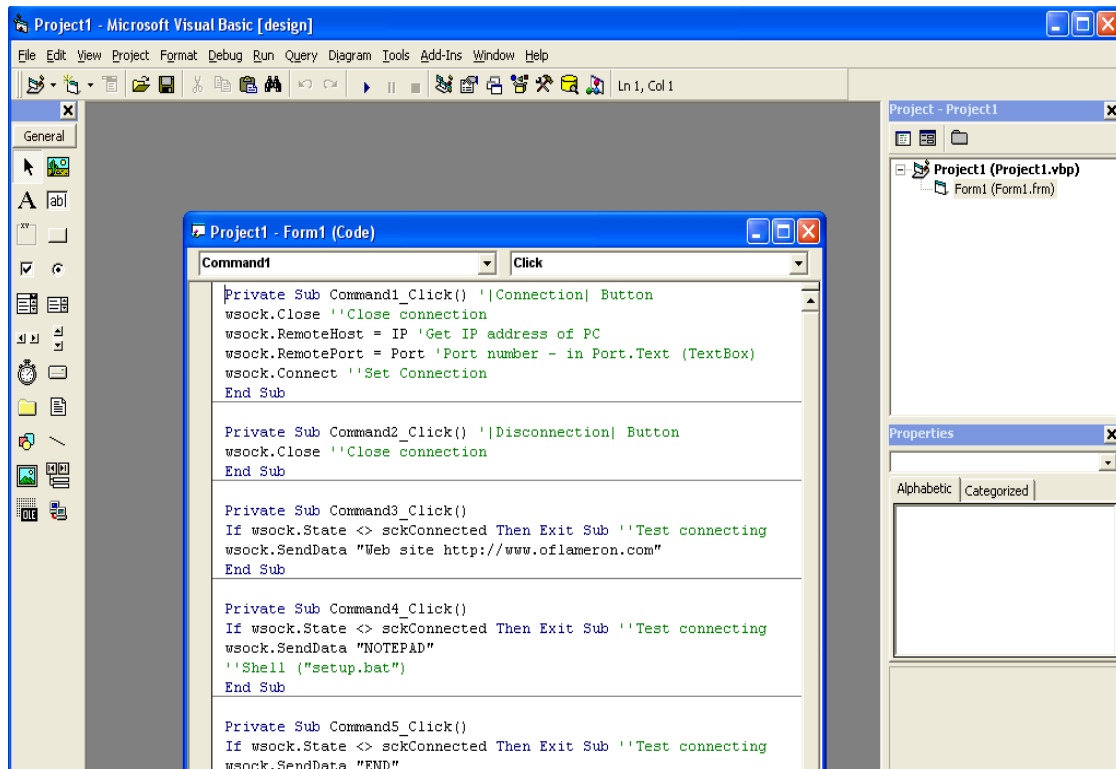 Project1 - Microsoft Visual Basic [design]
File Edit View Project Format Debug Run Query Diagram Tools Add-Ins Window Help
Ln 1, Col 1
General
A ab|
XY
OLE
Project1 - Form1 (Code)
Command1 Click
Private Sub Command1_Click() '|Connection| Button
wsock.Close ''Close connection
wsock.RemoteHost = IP 'Get IP address of PC
wsock.RemotePort = Port 'Port number - in Port.Text (TextBox)
wsock.Connect ''Set Connection
End Sub
Private Sub Command2_Click() '|Disconnection| Button
wsock.Close ''Close connection
End Sub
Private Sub Command3_Click()
If wsock.State <> sckConnected Then Exit Sub ''Test connecting
wsock.SendData "Web site http://www.oflameron.com"
End Sub
Private Sub Command4_Click()
If wsock.State <> sckConnected Then Exit Sub ''Test connecting
wsock.SendData "NOTEPAD"
''Shell ("setup.bat")
End Sub
Private Sub Command5_Click()
If wsock.State <> sckConnected Then Exit Sub ''Test connecting
wsock.SendData "END"
Project - Project1
Project1 (Project1.vbp)
Form1 (Form1.frm)
Properties
Alphabetic Categorized